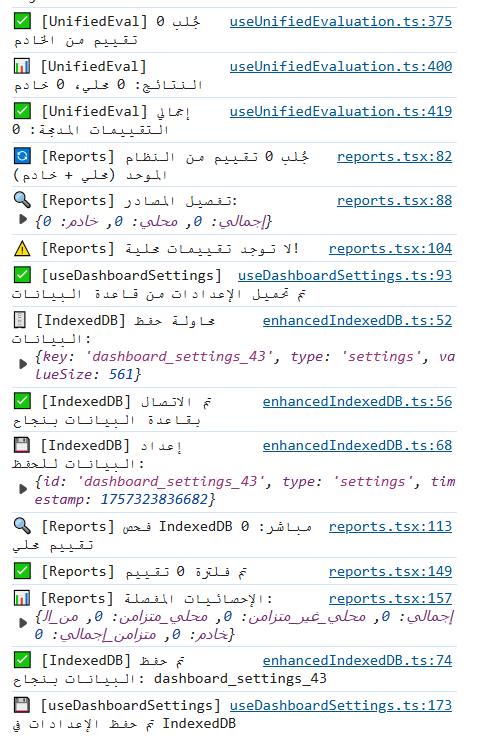 ✅ [UnifiedEval] جُلب 0 useUnifiedEvaluation.ts:375
تقييم من الخادم
📊 [UnifiedEval] useUnifiedEvaluation.ts:400
النتائج: 0 محلي، 0 خادم
✅ [UnifiedEval] إجمالي useUnifiedEvaluation.ts:419
التقييمات المدمجة: 0
🔄 [Reports] جُلب 0 تقييم من النظام reports.tsx:82
الموحد (محلي + خادم)
🔍 [Reports] تفصيل المصادر: reports.tsx:88
▶ {إجمالي: 0, محلي: 0, خادم: 0}
⚠️ [Reports] لا توجد تقييمات محلية! reports.tsx:104
✅ [useDashboardSettings] useDashboardSettings.ts:93
تم تحميل الإعدادات من قاعدة البيانات
🗄️ [IndexedDB] محاولة حفظ enhancedIndexedDB.ts:52
البيانات:
▶ {key: 'dashboard_settings_43', type: 'settings', va
lueSize: 561}
✅ [IndexedDB] تم الاتصال enhancedIndexedDB.ts:56
بقاعدة البيانات بنجاح
💾 [IndexedDB] إعداد enhancedIndexedDB.ts:68
البيانات للحفظ:
▶ {id: 'dashboard_settings_43', type: 'settings', tim
estamp: 1757323836682}
🔍 [Reports] فحص IndexedDB مباشر: 0 reports.tsx:113
تقييم محلي
✅ [Reports] تم فلترة 0 تقييم reports.tsx:149
📊 [Reports] الإحصائيات المفصلة: reports.tsx:157
▶ {إجمالي: 0, محلي_غير_متزامن: 0, محلي_متزامن: 0, من_ال
خادم: 0, متزامن_إجمالي: 0}
✅ [IndexedDB] تم حفظ enhancedIndexedDB.ts:74
البيانات بنجاح: dashboard_settings_43
💾 [useDashboardSettings] useDashboardSettings.ts:173
تم حفظ الإعدادات في IndexedDB